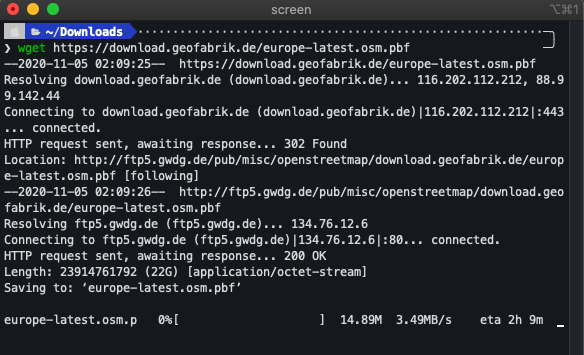 screen
⌥⌘1
~/Downloads
❯ wget https://download.geofabrik.de/europe-latest.osm.pbf
--2020-11-05 02:09:25--  https://download.geofabrik.de/europe-latest.osm.pbf
Resolving download.geofabrik.de (download.geofabrik.de)... 116.202.112.212, 88.9
9.142.44
Connecting to download.geofabrik.de (download.geofabrik.de)|116.202.112.212|:443
... connected.
HTTP request sent, awaiting response... 302 Found
Location: http://ftp5.gwdg.de/pub/misc/openstreetmap/download.geofabrik.de/europ
e-latest.osm.pbf [following]
--2020-11-05 02:09:26--  http://ftp5.gwdg.de/pub/misc/openstreetmap/download.geo
fabrik.de/europe-latest.osm.pbf
Resolving ftp5.gwdg.de (ftp5.gwdg.de)... 134.76.12.6
Connecting to ftp5.gwdg.de (ftp5.gwdg.de)|134.76.12.6|:80... connected.
HTTP request sent, awaiting response... 200 OK
Length: 23914761792 (22G) [application/octet-stream]
Saving to: ‘europe-latest.osm.pbf’
europe-latest.osm.p   0%[                    ]  14.89M  3.49MB/s    eta 2h 9m